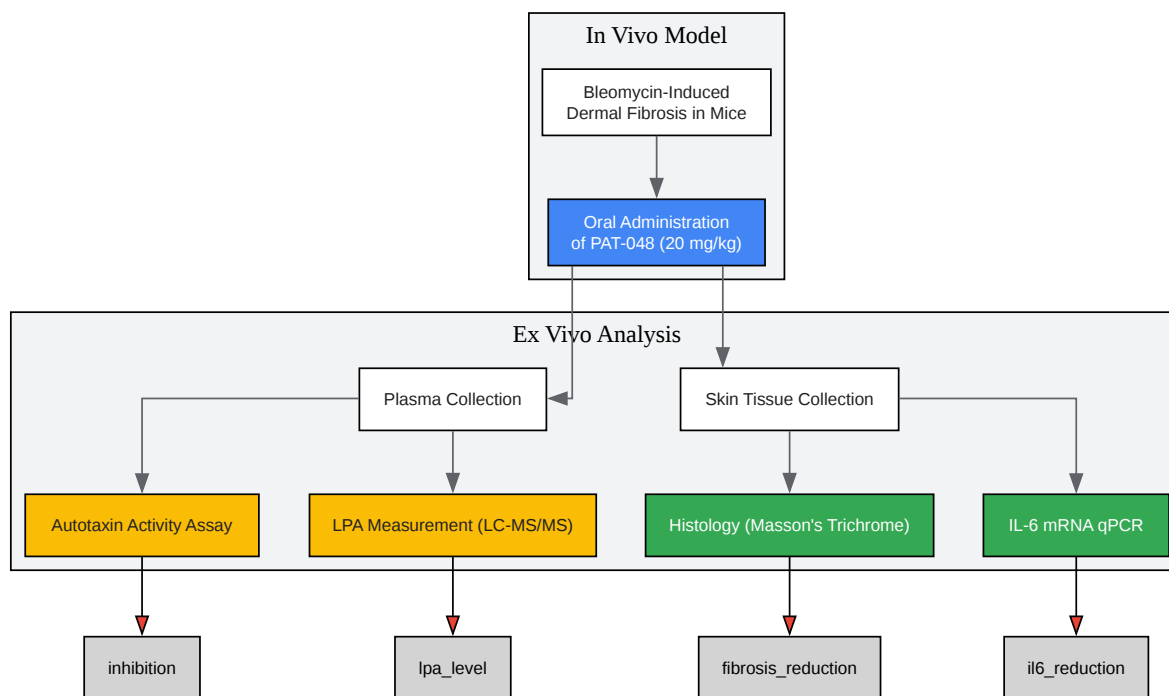 In Vivo Model
Bleomycin-Induced
Dermal Fibrosis in Mice
Oral Administration
of PAT-048 (20 mg/kg)
Ex Vivo Analysis
Plasma Collection
Skin Tissue Collection
Autotaxin Activity Assay
LPA Measurement (LC-MS/MS)
Histology (Masson's Trichrome)
IL-6 mRNA qPCR
inhibition
lpa_level
fibrosis_reduction
il6_reduction